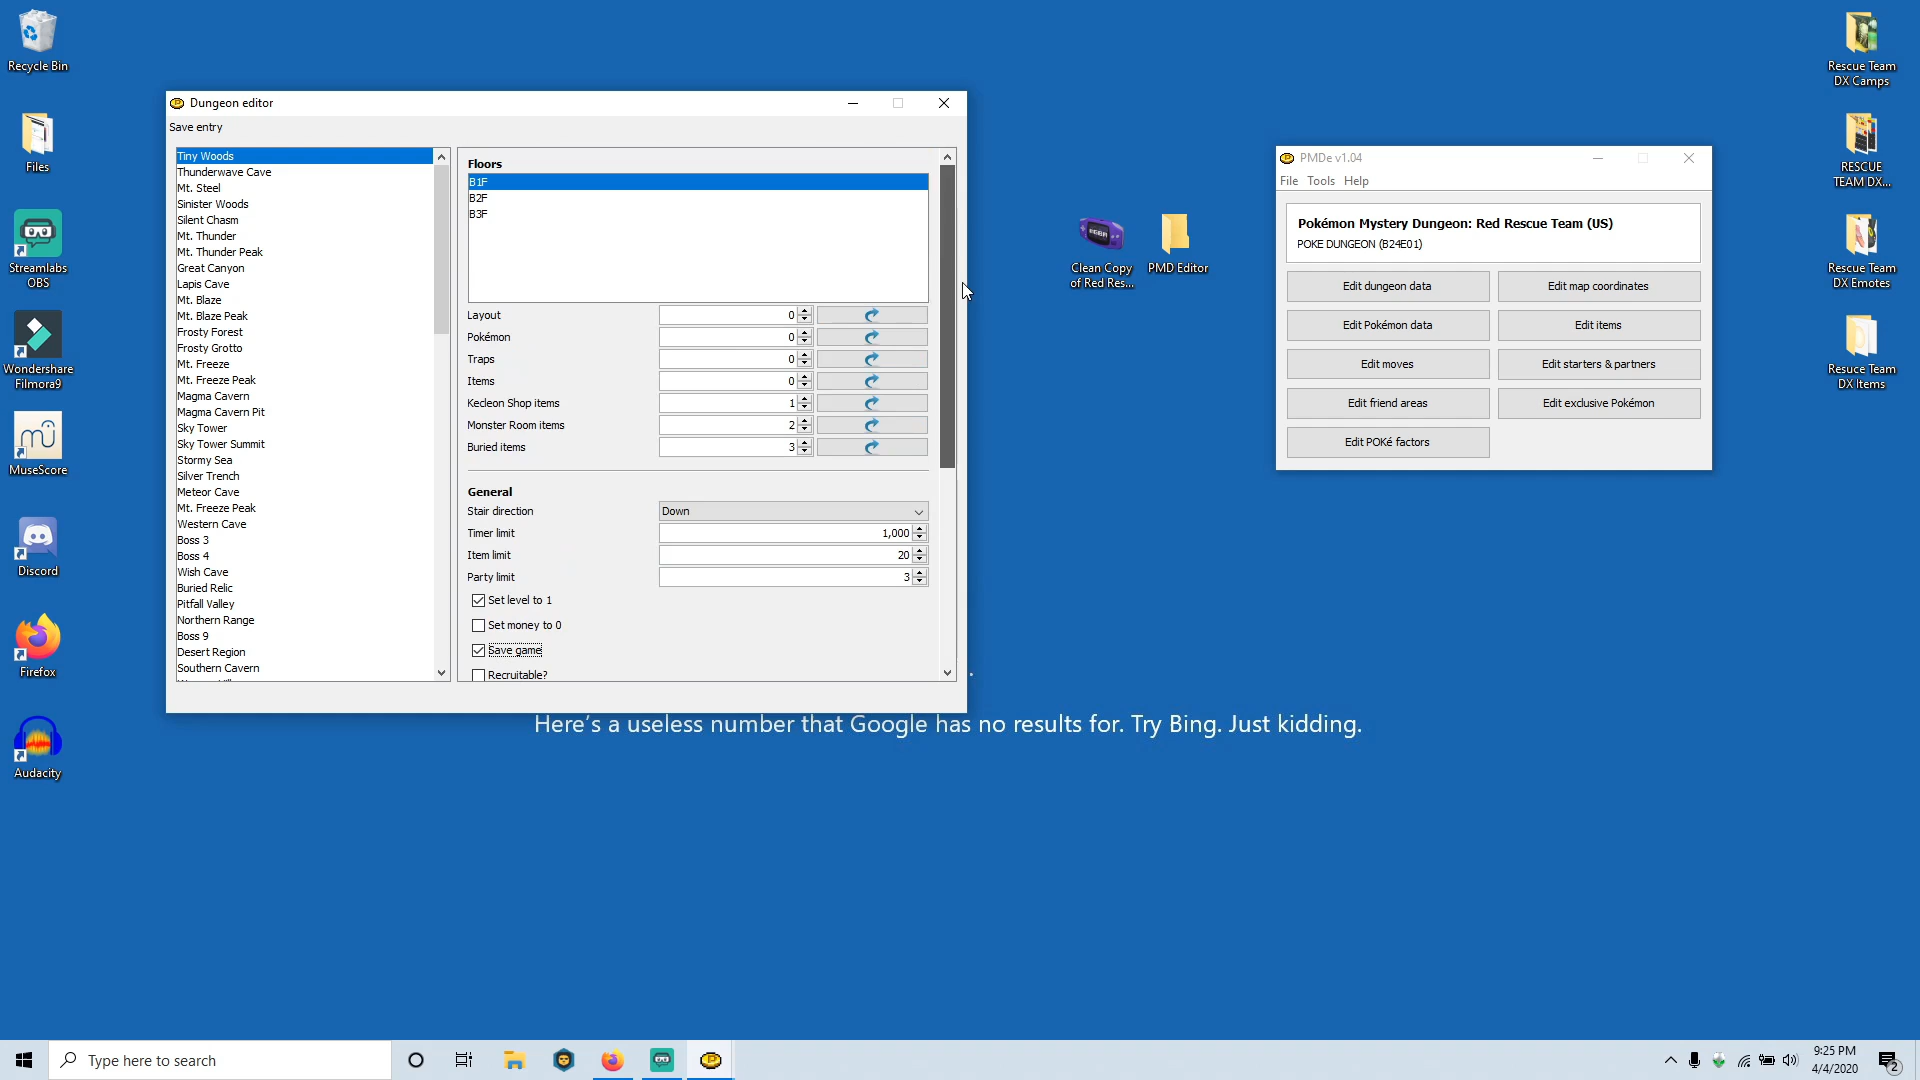 Recycle Bin
Files
Streamlabs
OBS
Wondershare
Filmora9
MuseScore
Discord
Firefox
Audacity
Dungeon editor
Save entry
Tiny Woods
Thunderwave Cave
Mt. Steel
Sinister Woods
Silent Chasm
Mt. Thunder
Mt. Thunder Peak
Great Canyon
Lapis Cave
Mt. Blaze
Mt. Blaze Peak
Frosty Forest
Frosty Grotto
Mt. Freeze
Mt. Freeze Peak
Magma Cavern
Magma Cavern Pit
Sky Tower
Sky Tower Summit
Stormy Sea
Silver Trench
Meteor Cave
Mt. Freeze Peak
Western Cave
Boss 3
Boss 4
Wish Cave
Buried Relic
Pitfall Valley
Northern Range
Boss 9
Desert Region
Southern Cavern
Floors
B1F
B2F
B3F
Layout 0
Pokémon 0
Traps 0
Items 0
Kecleon Shop items 1
Monster Room items 2
Buried items 3
General
Stair direction Down
Timer limit 1,000
Item limit 20
Party limit 3
Set level to 1
Set money to 0
Save game
Recruitable?
Here's a useless number that Google has no results for. Try Bing. Just kidding.
Clean Copy
of Red Res...
PMD Editor
PMDe v1.04
File Tools Help
Pokémon Mystery Dungeon: Red Rescue Team (US)
POKE DUNGEON (B24E01)
Edit dungeon data
Edit map coordinates
Edit Pokémon data
Edit items
Edit moves
Edit starters & partners
Edit friend areas
Edit exclusive Pokémon
Edit POKé factors
Rescue Team
DX Camps
RESCUE
TEAM DX...
Rescue Team
DX Emotes
Resuce Team
DX Items
Type here to search
9:25 PM
4/4/2020
2